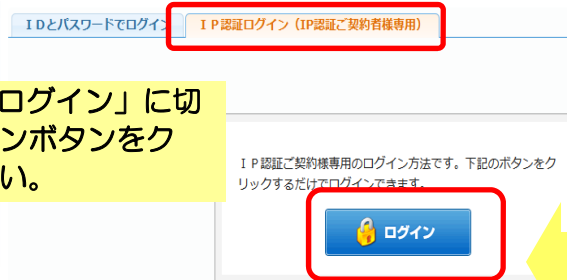 IDとパスワードでログイン
IP認証ログイン（IP認証ご契約者様専用）
ログイン」に切
ンボタンをク
い。
IP認証ご契約様専用のログイン方法です。下記のボタンをク
リックするだけでログインできます。
ログイン